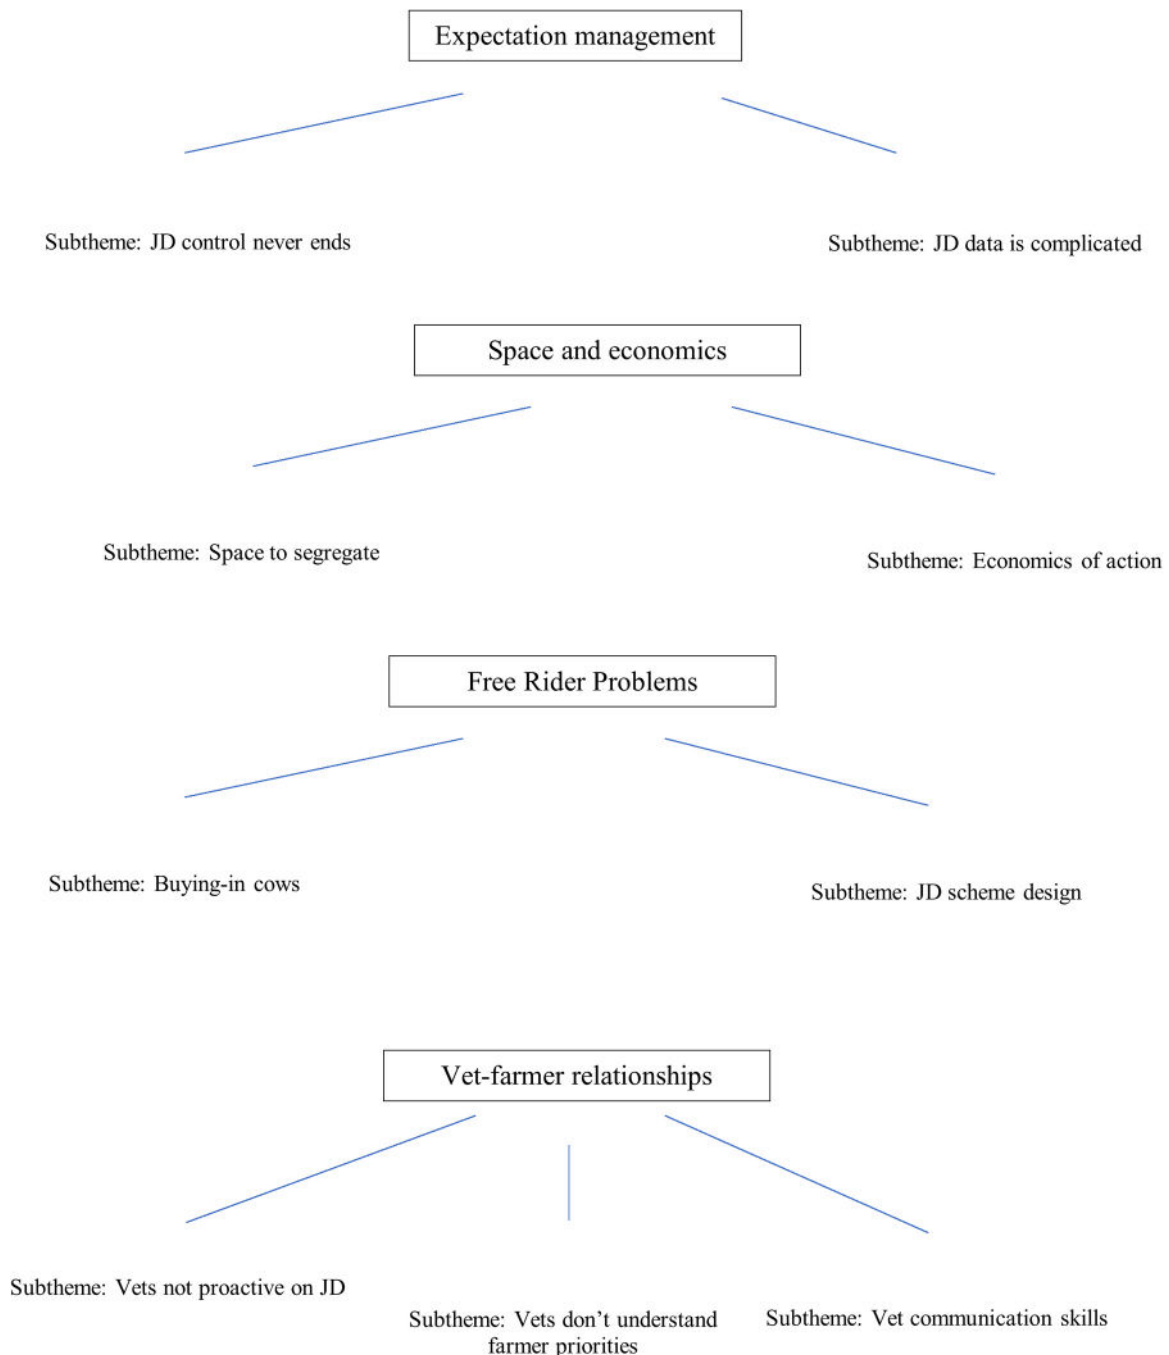 Expectation management
Subtheme: JD control never ends
Subtheme: JD data is complicated
Space and economics
Subtheme: Space to segregate
Subtheme: Economics of action
Free Rider Problems
Subtheme: Buying-in cows
Subtheme: JD scheme design
Vet-farmer relationships
Subtheme: Vets not proactive on JD
Subtheme: Vets don’t understand
farmer priorities
Subtheme: Vet communication skills